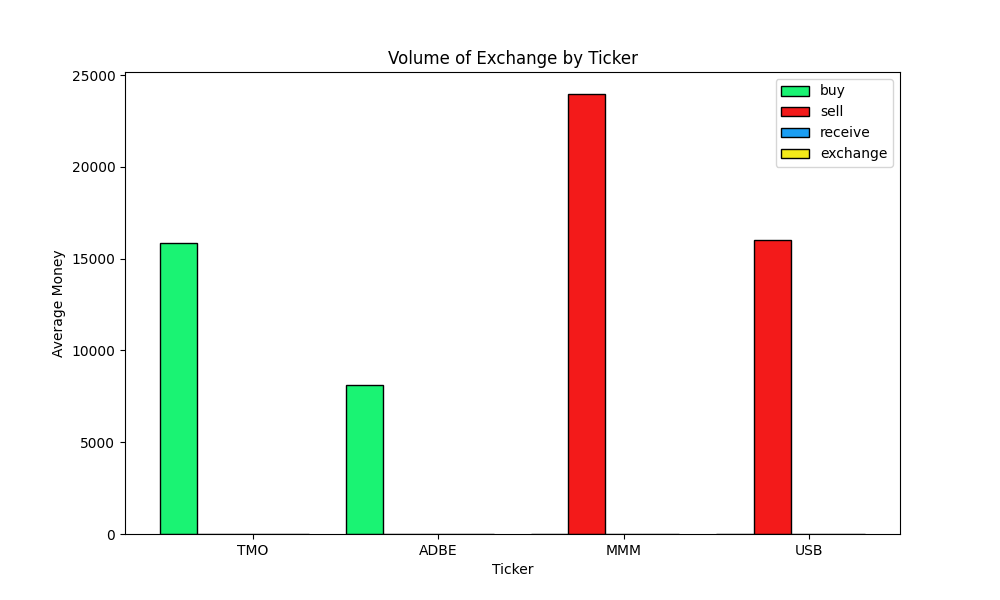 Volume of Exchange by Ticker
25000
20000
15000
10000
5000
0
Average Money
buy
sell
receive
exchange
TMO
ADBE
MMM
USB
Ticker